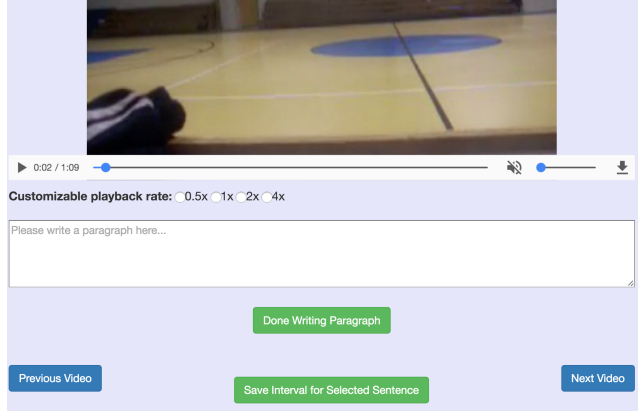 0:02 / 1:09
Customizable playback rate: 0.5x 1x 2x 4x
Please write a paragraph here...
Done Writing Paragraph
Previous Video
Next Video
Save Interval for Selected Sentence